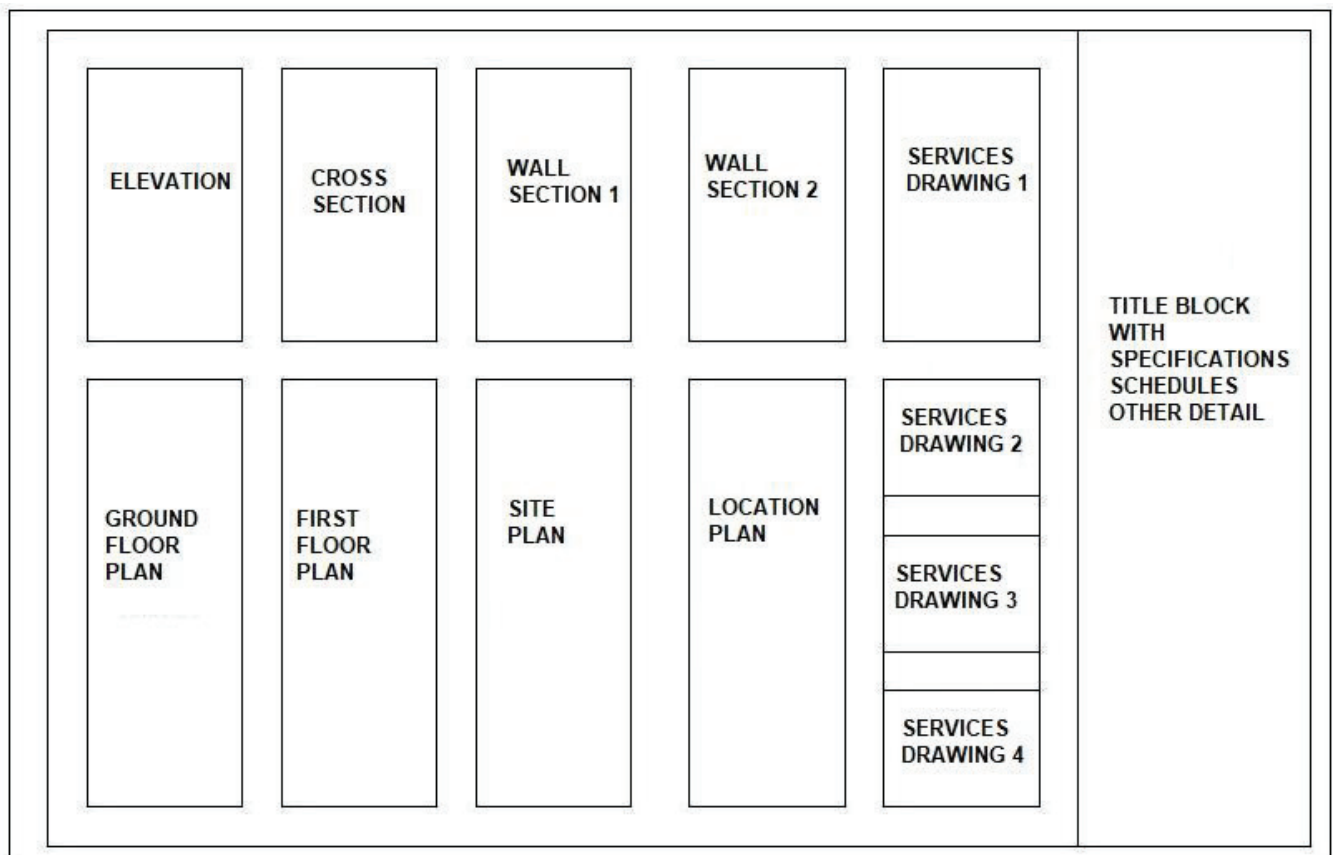 ELEVATION
CROSS
SECTION
WALL
SECTION 1
WALL
SECTION 2
SERVICES
DRAWING 1
TITLE BLOCK
WITH
SPECIFICATIONS
SCHEDULES
OTHER DETAIL
GROUND
FLOOR
PLAN
FIRST
FLOOR
PLAN
SITE
PLAN
LOCATION
PLAN
SERVICES
DRAWING 2
SERVICES
DRAWING 3
SERVICES
DRAWING 4